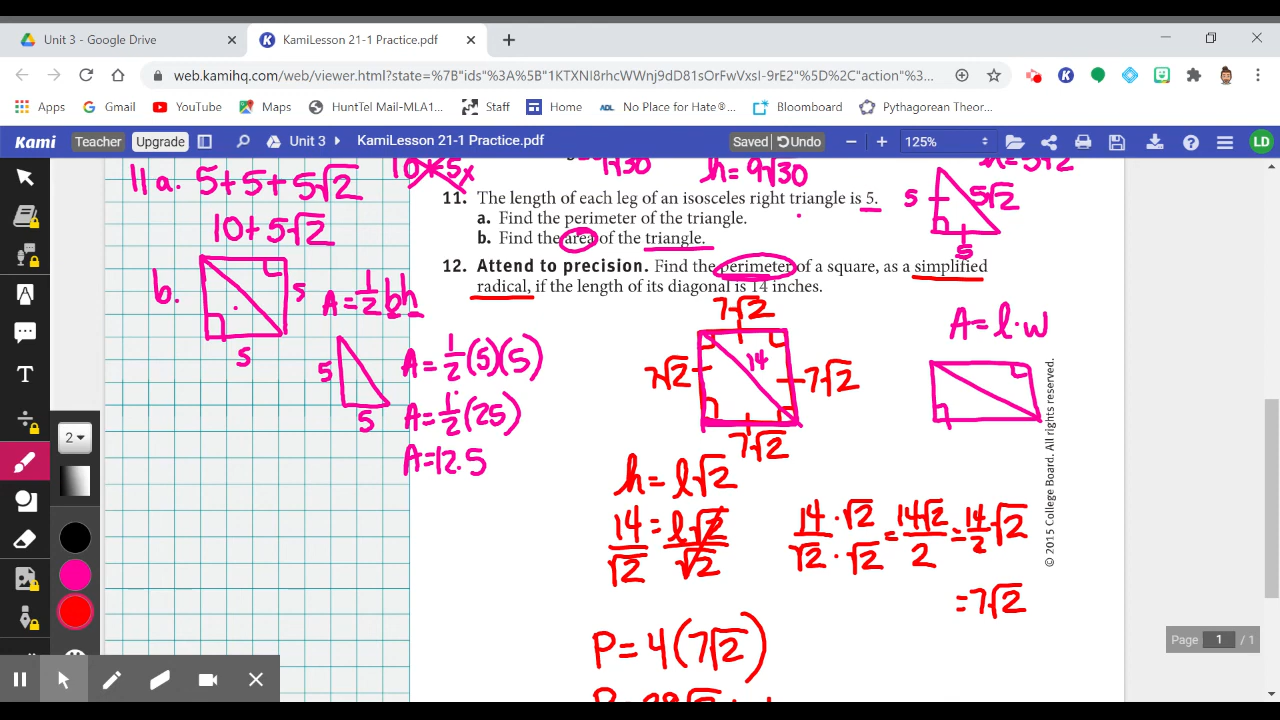 Unit 3 - Google Drive
KamiLesson 21-1 Practice.pdf
web.kamihq.com/web/viewer.html?state=%7B"ids"%3A%5B"1KTXNI8rhcWWnj9dD81sOrFwVxsI-9rE2"%5D%2C"action"%...
Apps
Gmail
YouTube
Maps
HuntTel Mail-MLA1...
Staff
Home
ADL No Place for Hate's...
Bloomboard
Pythagorean Theor...
Kami
Teacher
Upgrade
Unit 3
KamiLesson 21-1 Practice.pdf
Saved
Undo
125%
LD
h = 9√30
h = 5√2
11a. 5+5+5√2
10+5√2
11. The length of each leg of an isosceles right triangle is 5.
a. Find the perimeter of the triangle.
b. Find the area of the triangle.
5
5√2
5
12. Attend to precision. Find the perimeter of a square, as a simplified
radical, if the length of its diagonal is 14 inches.
b.
5
5
A = 1/2 bh
5
5
A = 1/2 (5)(5)
A = 1/2 (25)
A=12.5
7√2
7√2
14
7√2
7√2
A = l·w
h = l√2
14/√2 = l√2/√2
14/√2 · √2/√2 = 14√2/2 = 14/2 √2
=7√2
P = 4(7√2)
© 2015 College Board. All rights reserved.
2
T
Page 1 / 1